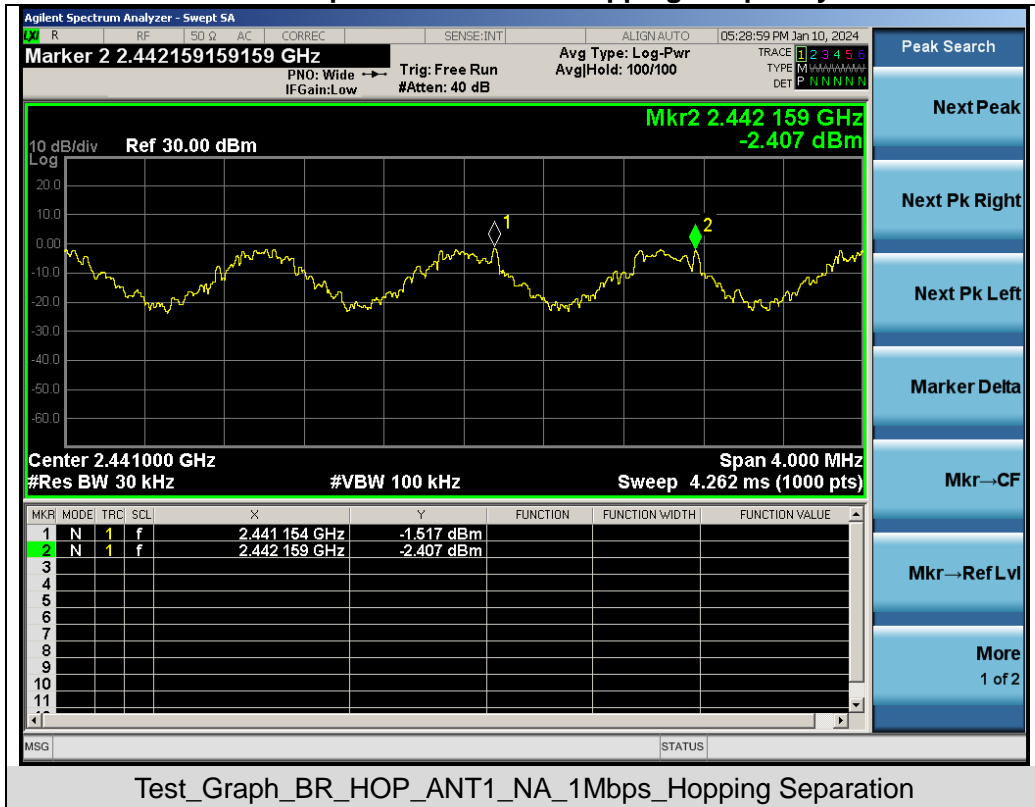 Agilent Spectrum Analyzer - Swept SA
LXI R RF 50 Ω AC CORREC SENSE:INT ALIGN AUTO 05:28:59 PM Jan 10, 2024
Marker 2 2.442159159159 GHz
PNO: Wide
IFGain:Low
Trig: Free Run
#Atten: 40 dB
Avg Type: Log-Pwr
Avg|Hold: 100/100
TRACE 1 2 3 4 5 6
TYPE M WWWWW
DET P N N N N N
Peak Search
Next Peak
Next Pk Right
Next Pk Left
Marker Delta
Mkr→CF
Mkr→Ref Lvl
More
1 of 2
Mkr2 2.442 159 GHz
-2.407 dBm
10 dB/div Ref 30.00 dBm
Log
20.0
10.0
0.00
-10.0
-20.0
-30.0
-40.0
-50.0
-60.0
1
2
Center 2.441000 GHz Span 4.000 MHz
#Res BW 30 kHz #VBW 100 kHz Sweep 4.262 ms (1000 pts)
MKR MODE TRC SCL X Y FUNCTION FUNCTION WIDTH FUNCTION VALUE
1 N 1 f 2.441 154 GHz -1.517 dBm
2 N 1 f 2.442 159 GHz -2.407 dBm
3
4
5
6
7
8
9
10
11
MSG STATUS
Test_Graph_BR_HOP_ANT1_NA_1Mbps_Hopping Separation